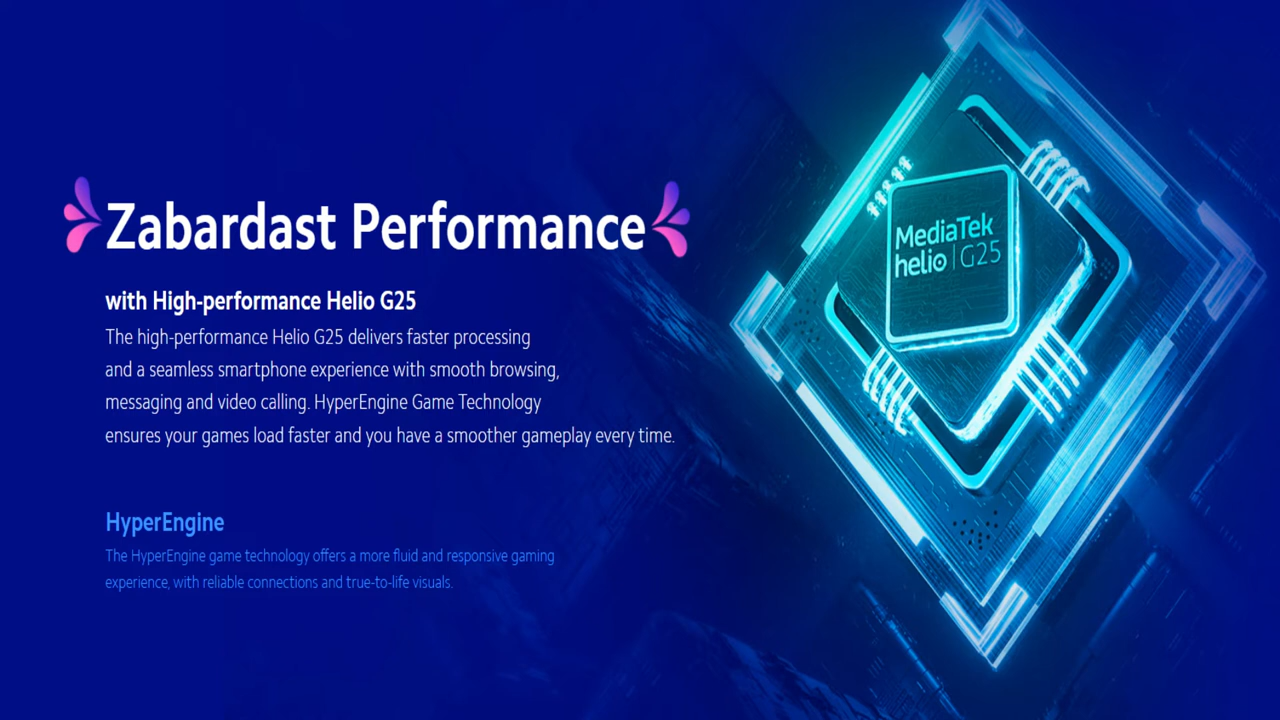 Zabardast Performance
with High-performance Helio G25
The high-performance Helio G25 delivers faster processing
and a seamless smartphone experience with smooth browsing,
messaging and video calling. HyperEngine Game Technology
ensures your games load faster and you have a smoother gameplay every time.
HyperEngine
The HyperEngine game technology offers a more fluid and responsive gaming
experience, with reliable connections and true-to-life visuals.
MediaTek
helio | G25